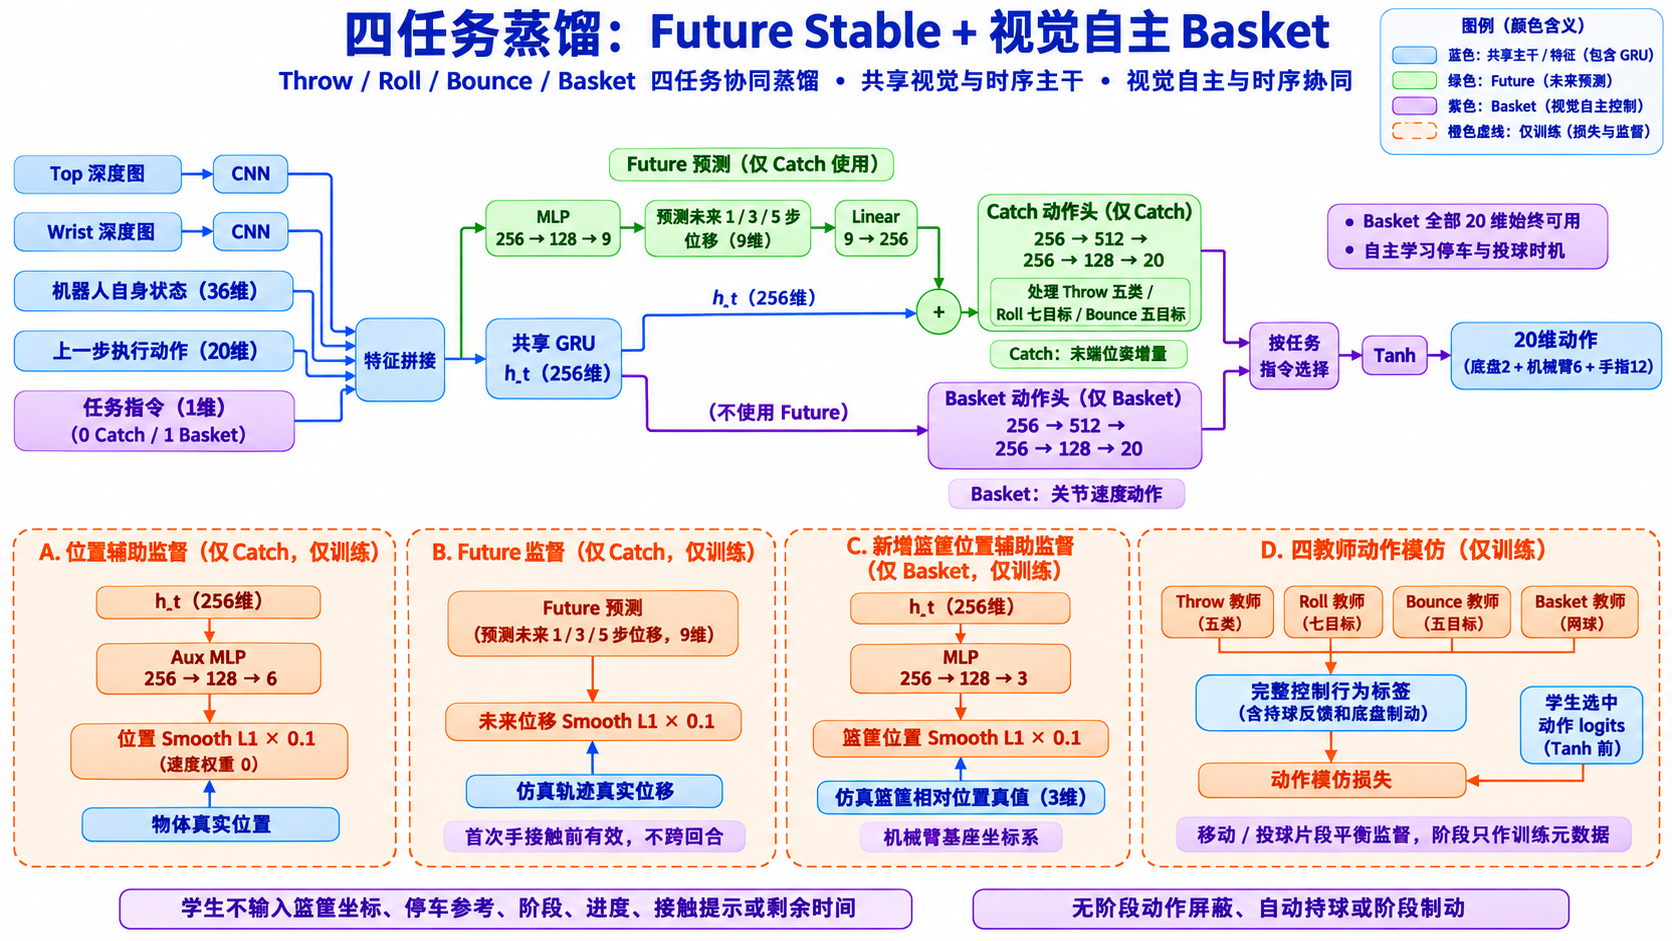 四任务蒸馏：Future Stable + 视觉自主 Basket
Throw / Roll / Bounce / Basket 四任务协同蒸馏 • 共享视觉与时序主干 • 视觉自主与时序协同
图例（颜色含义）
蓝色：共享主干 / 特征（包含 GRU）
绿色：Future（未来预测）
紫色：Basket（视觉自主控制）
橙色虚线：仅训练（损失与监督）
Top 深度图
CNN
Wrist 深度图
CNN
机器人自身状态（36维）
上一步执行动作（20维）
任务指令（1维）
（0 Catch / 1 Basket）
特征拼接
Future 预测（仅 Catch 使用）
MLP
256 → 128 → 9
预测未来 1 / 3 / 5 步
位移（9维）
Linear
9 → 256
共享 GRU
h_t（256维）
h_t（256维）
+
（不使用 Future）
Catch 动作头（仅 Catch）
256 → 512 →
256 → 128 → 20
处理 Throw 五类 /
Roll 七目标 / Bounce 五目标
Catch：末端位姿增量
Basket 动作头（仅 Basket）
256 → 512 →
256 → 128 → 20
Basket：关节速度动作
• Basket 全部 20 维始终可用
• 自主学习停车与投球时机
按任务
指令选择
Tanh
20维动作
（底盘2 + 机械臂6 + 手指12）
A. 位置辅助监督（仅 Catch，仅训练）
h_t（256维）
Aux MLP
256 → 128 → 6
位置 Smooth L1 × 0.1
（速度权重 0）
物体真实位置
B. Future 监督（仅 Catch，仅训练）
Future 预测
（预测未来 1 / 3 / 5 步位移，9维）
未来位移 Smooth L1 × 0.1
仿真轨迹真实位移
首次手接触前有效，不跨回合
C. 新增篮筐位置辅助监督
（仅 Basket，仅训练）
h_t（256维）
MLP
256 → 128 → 3
篮筐位置 Smooth L1 × 0.1
仿真篮筐相对位置真值（3维）
机械臂基座坐标系
D. 四教师动作模仿（仅训练）
Throw 教师
（五类）
Roll 教师
（七目标）
Bounce 教师
（五目标）
Basket 教师
（网球）
完整控制行为标签
（含持球反馈和底盘制动）
学生选中
动作 logits
（Tanh 前）
动作模仿损失
移动 / 投球片段平衡监督，阶段只作训练元数据
学生不输入篮筐坐标、停车参考、阶段、进度、接触提示或剩余时间
无阶段动作屏蔽、自动持球或阶段制动